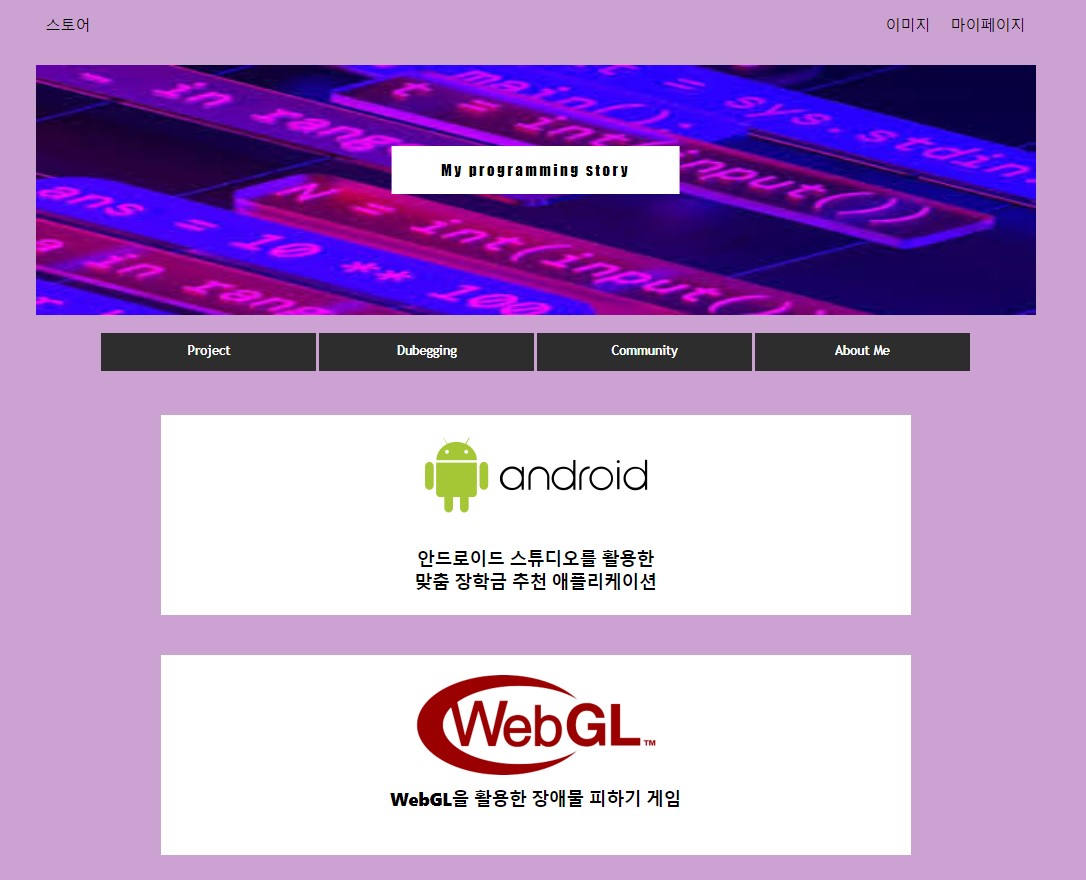 스토어
이미지 마이페이지
- in range
main().
t = int(input())
t = sys.stdin.
My programming story
ans = 10 ** 100
N = int(input()).
a in rang
Project
Dubegging
Community
About Me
android
안드로이드 스튜디오를 활용한
맞춤 장학금 추천 애플리케이션
WebGL™
WebGL을 활용한 장애물 피하기 게임